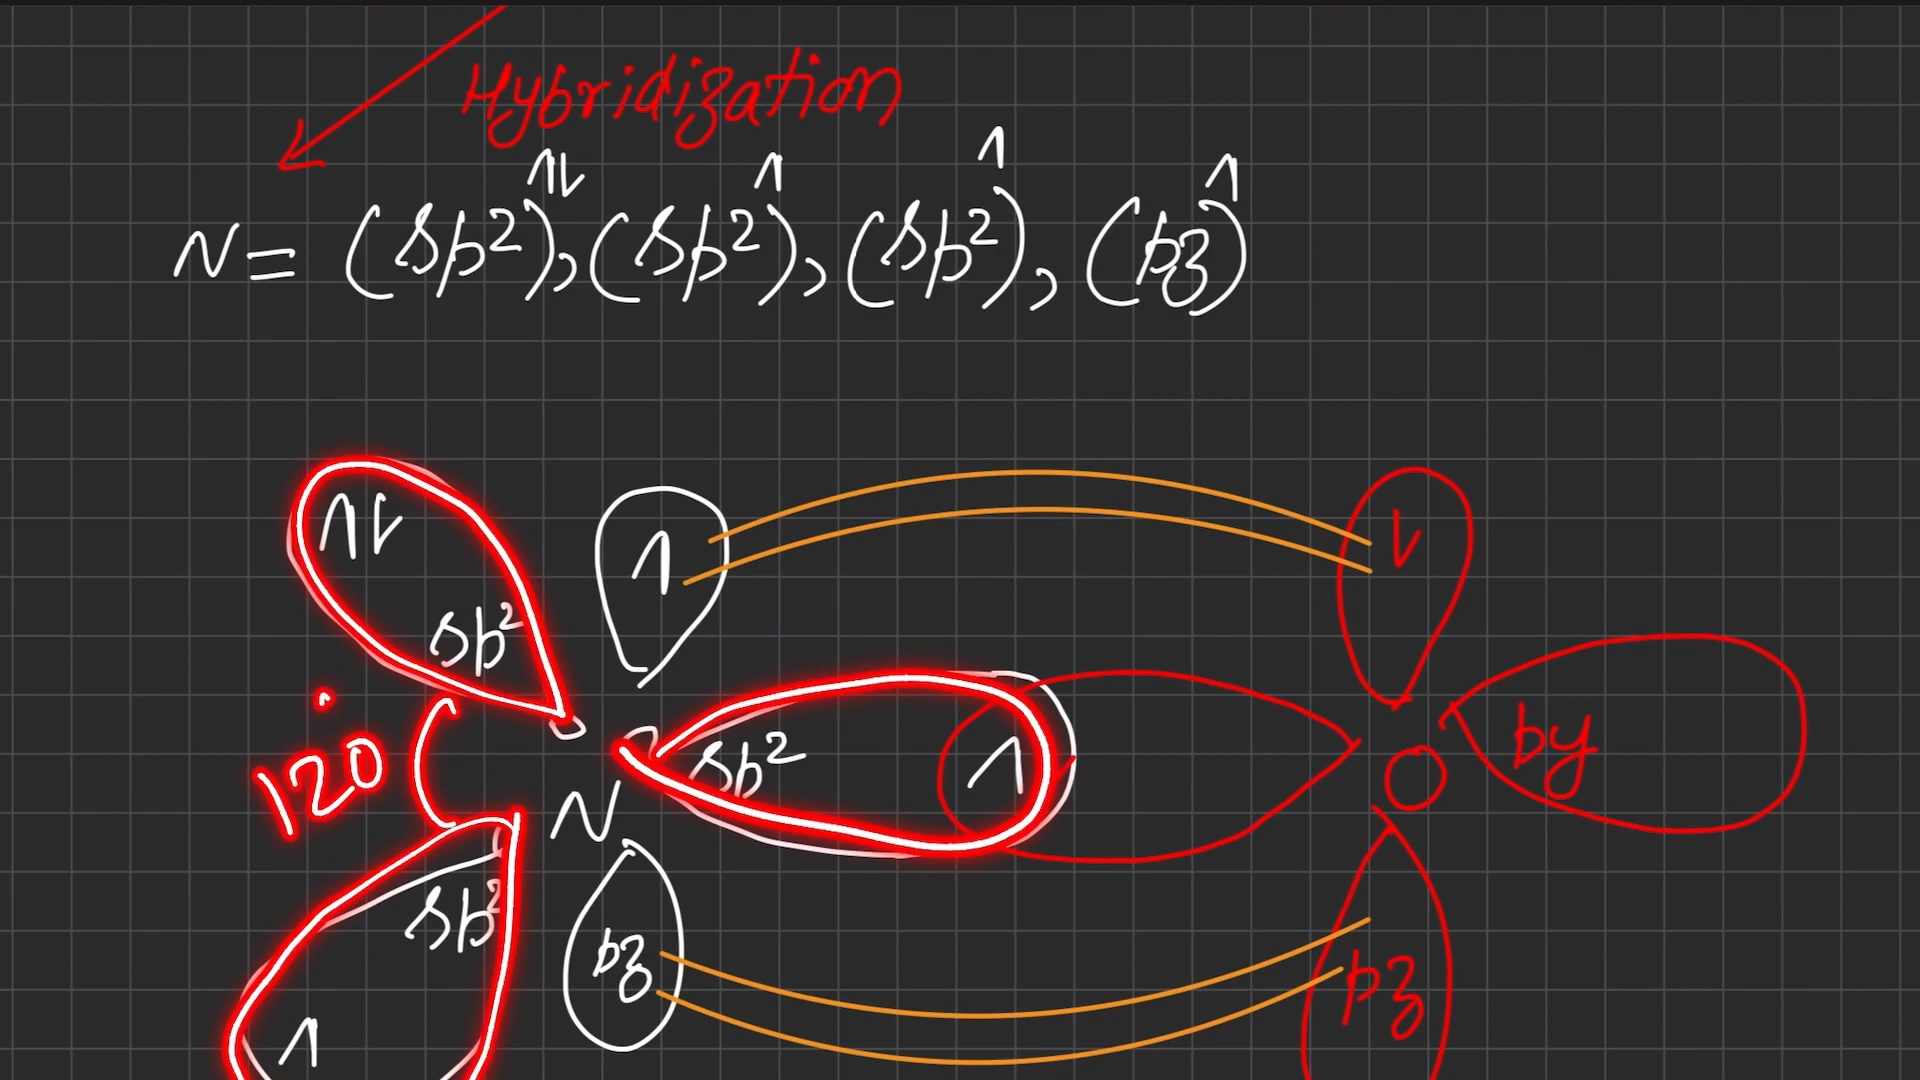 Hybridization
N = (sp²)↑↓, (sp²)↑, (sp²)↑, (pz)↑
↑↓ ↑ ↓
sp²
sp² ↑ O py
120°
N
sp² pz pz
↑